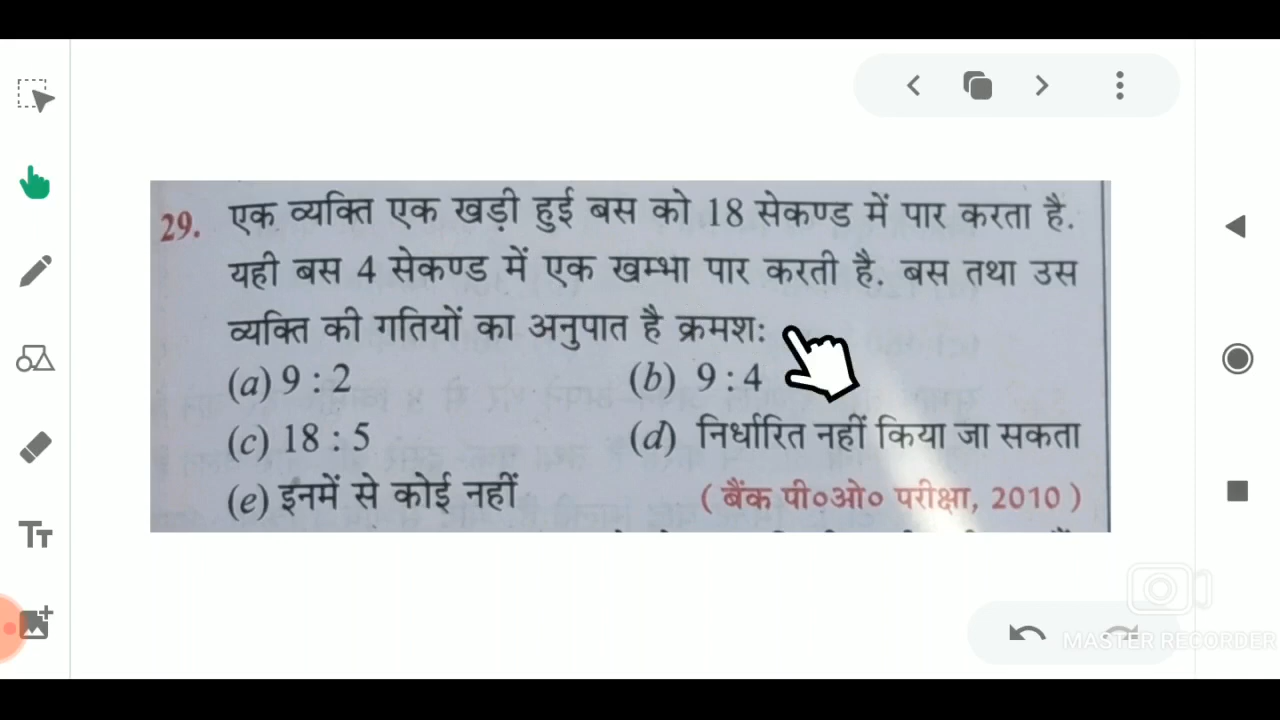 29. एक व्यक्ति एक खड़ी हुई बस को 18 सेकण्ड में पार करता है.
यही बस 4 सेकण्ड में एक खम्भा पार करती है. बस तथा उस
व्यक्ति की गतियों का अनुपात है क्रमशः
(a) 9 : 2 (b) 9 : 4
(c) 18 : 5 (d) निर्धारित नहीं किया जा सकता
(e) इनमें से कोई नहीं ( बैंक पी०ओ० परीक्षा, 2010 )
Tт
MASTER RECORDER